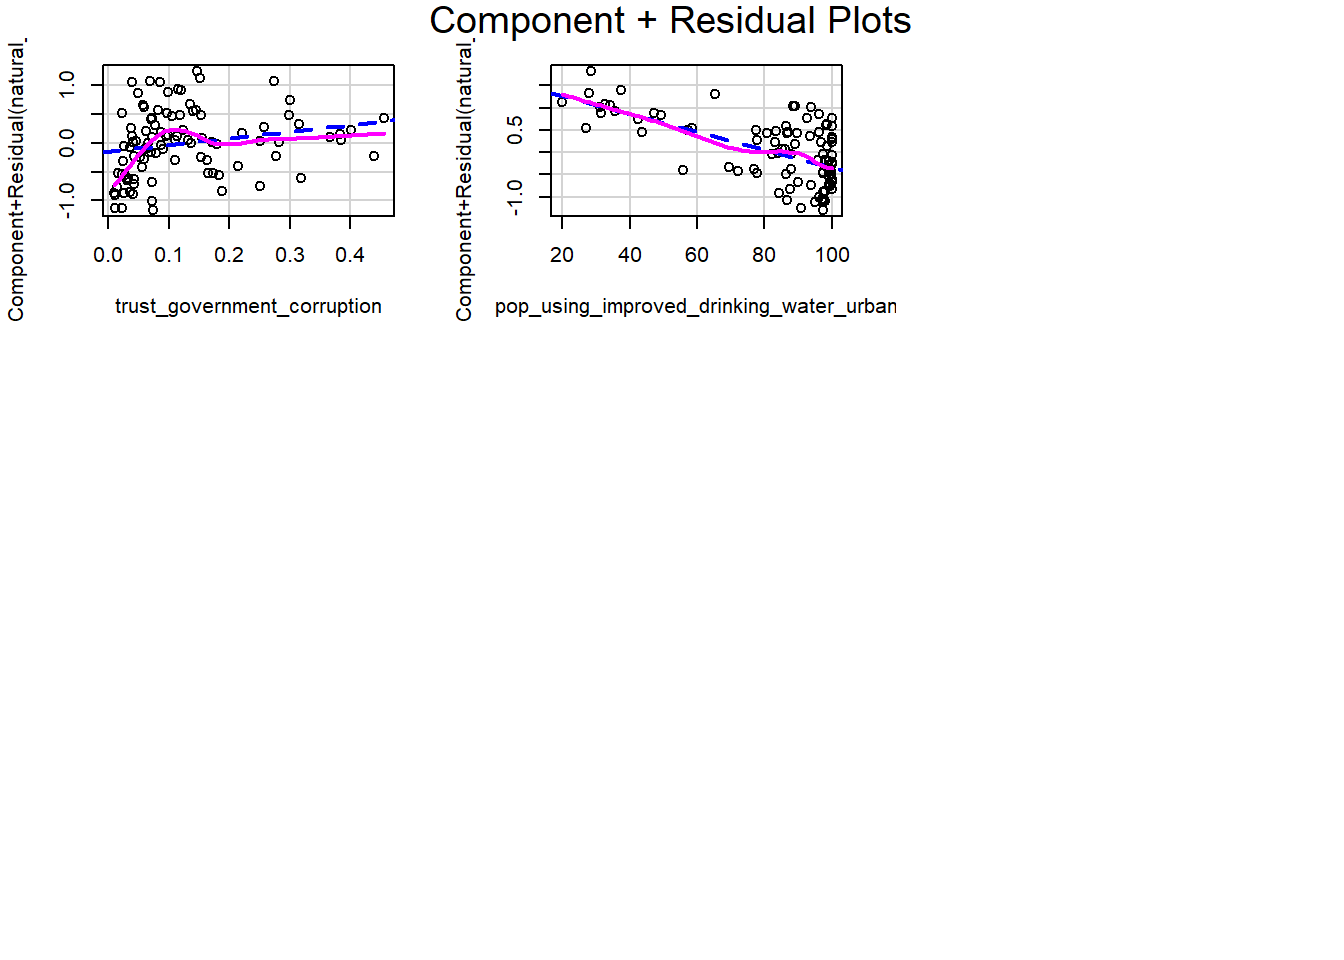 Component + Residual Plots
Component+Residual(natural_
1.0
0.0
-1.0
0.0 0.1 0.2 0.3 0.4
trust_government_corruption
Component+Residual(natural_
0.5
-1.0
20 40 60 80 100
pop_using_improved_drinking_water_urban